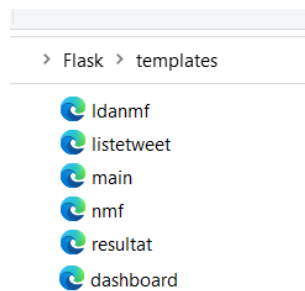 > Flask > templates
ldanmf
listetweet
main
nmf
resultat
dashboard